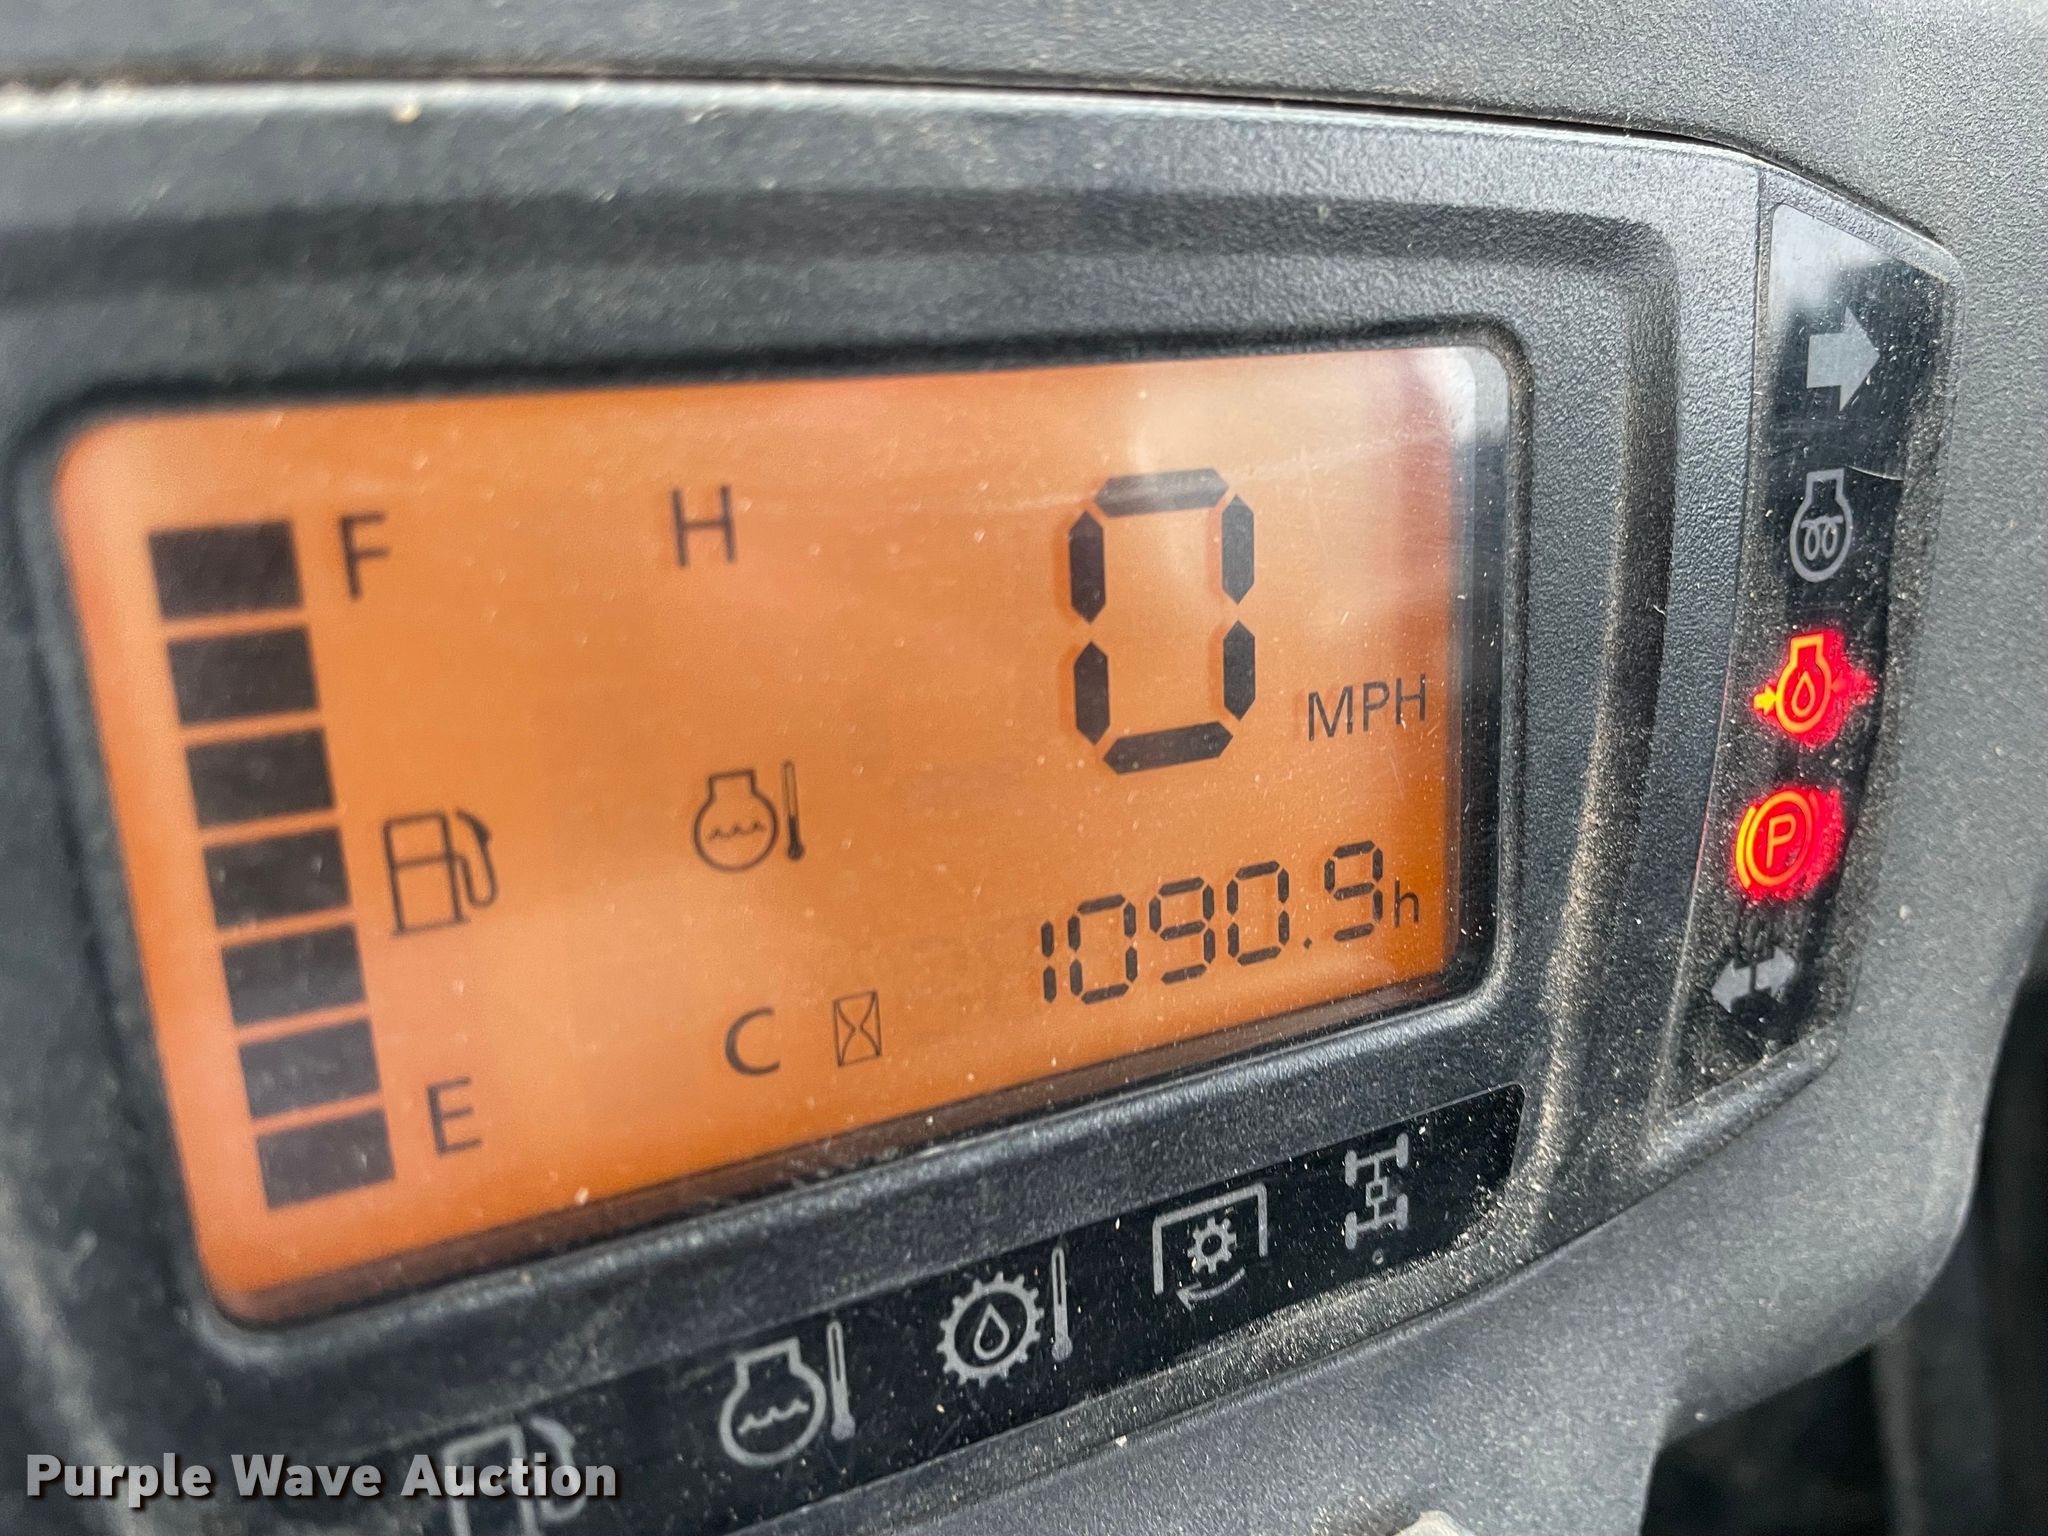 F
H
0
MPH
P
1090.9h
C
E
Purple Wave Auction